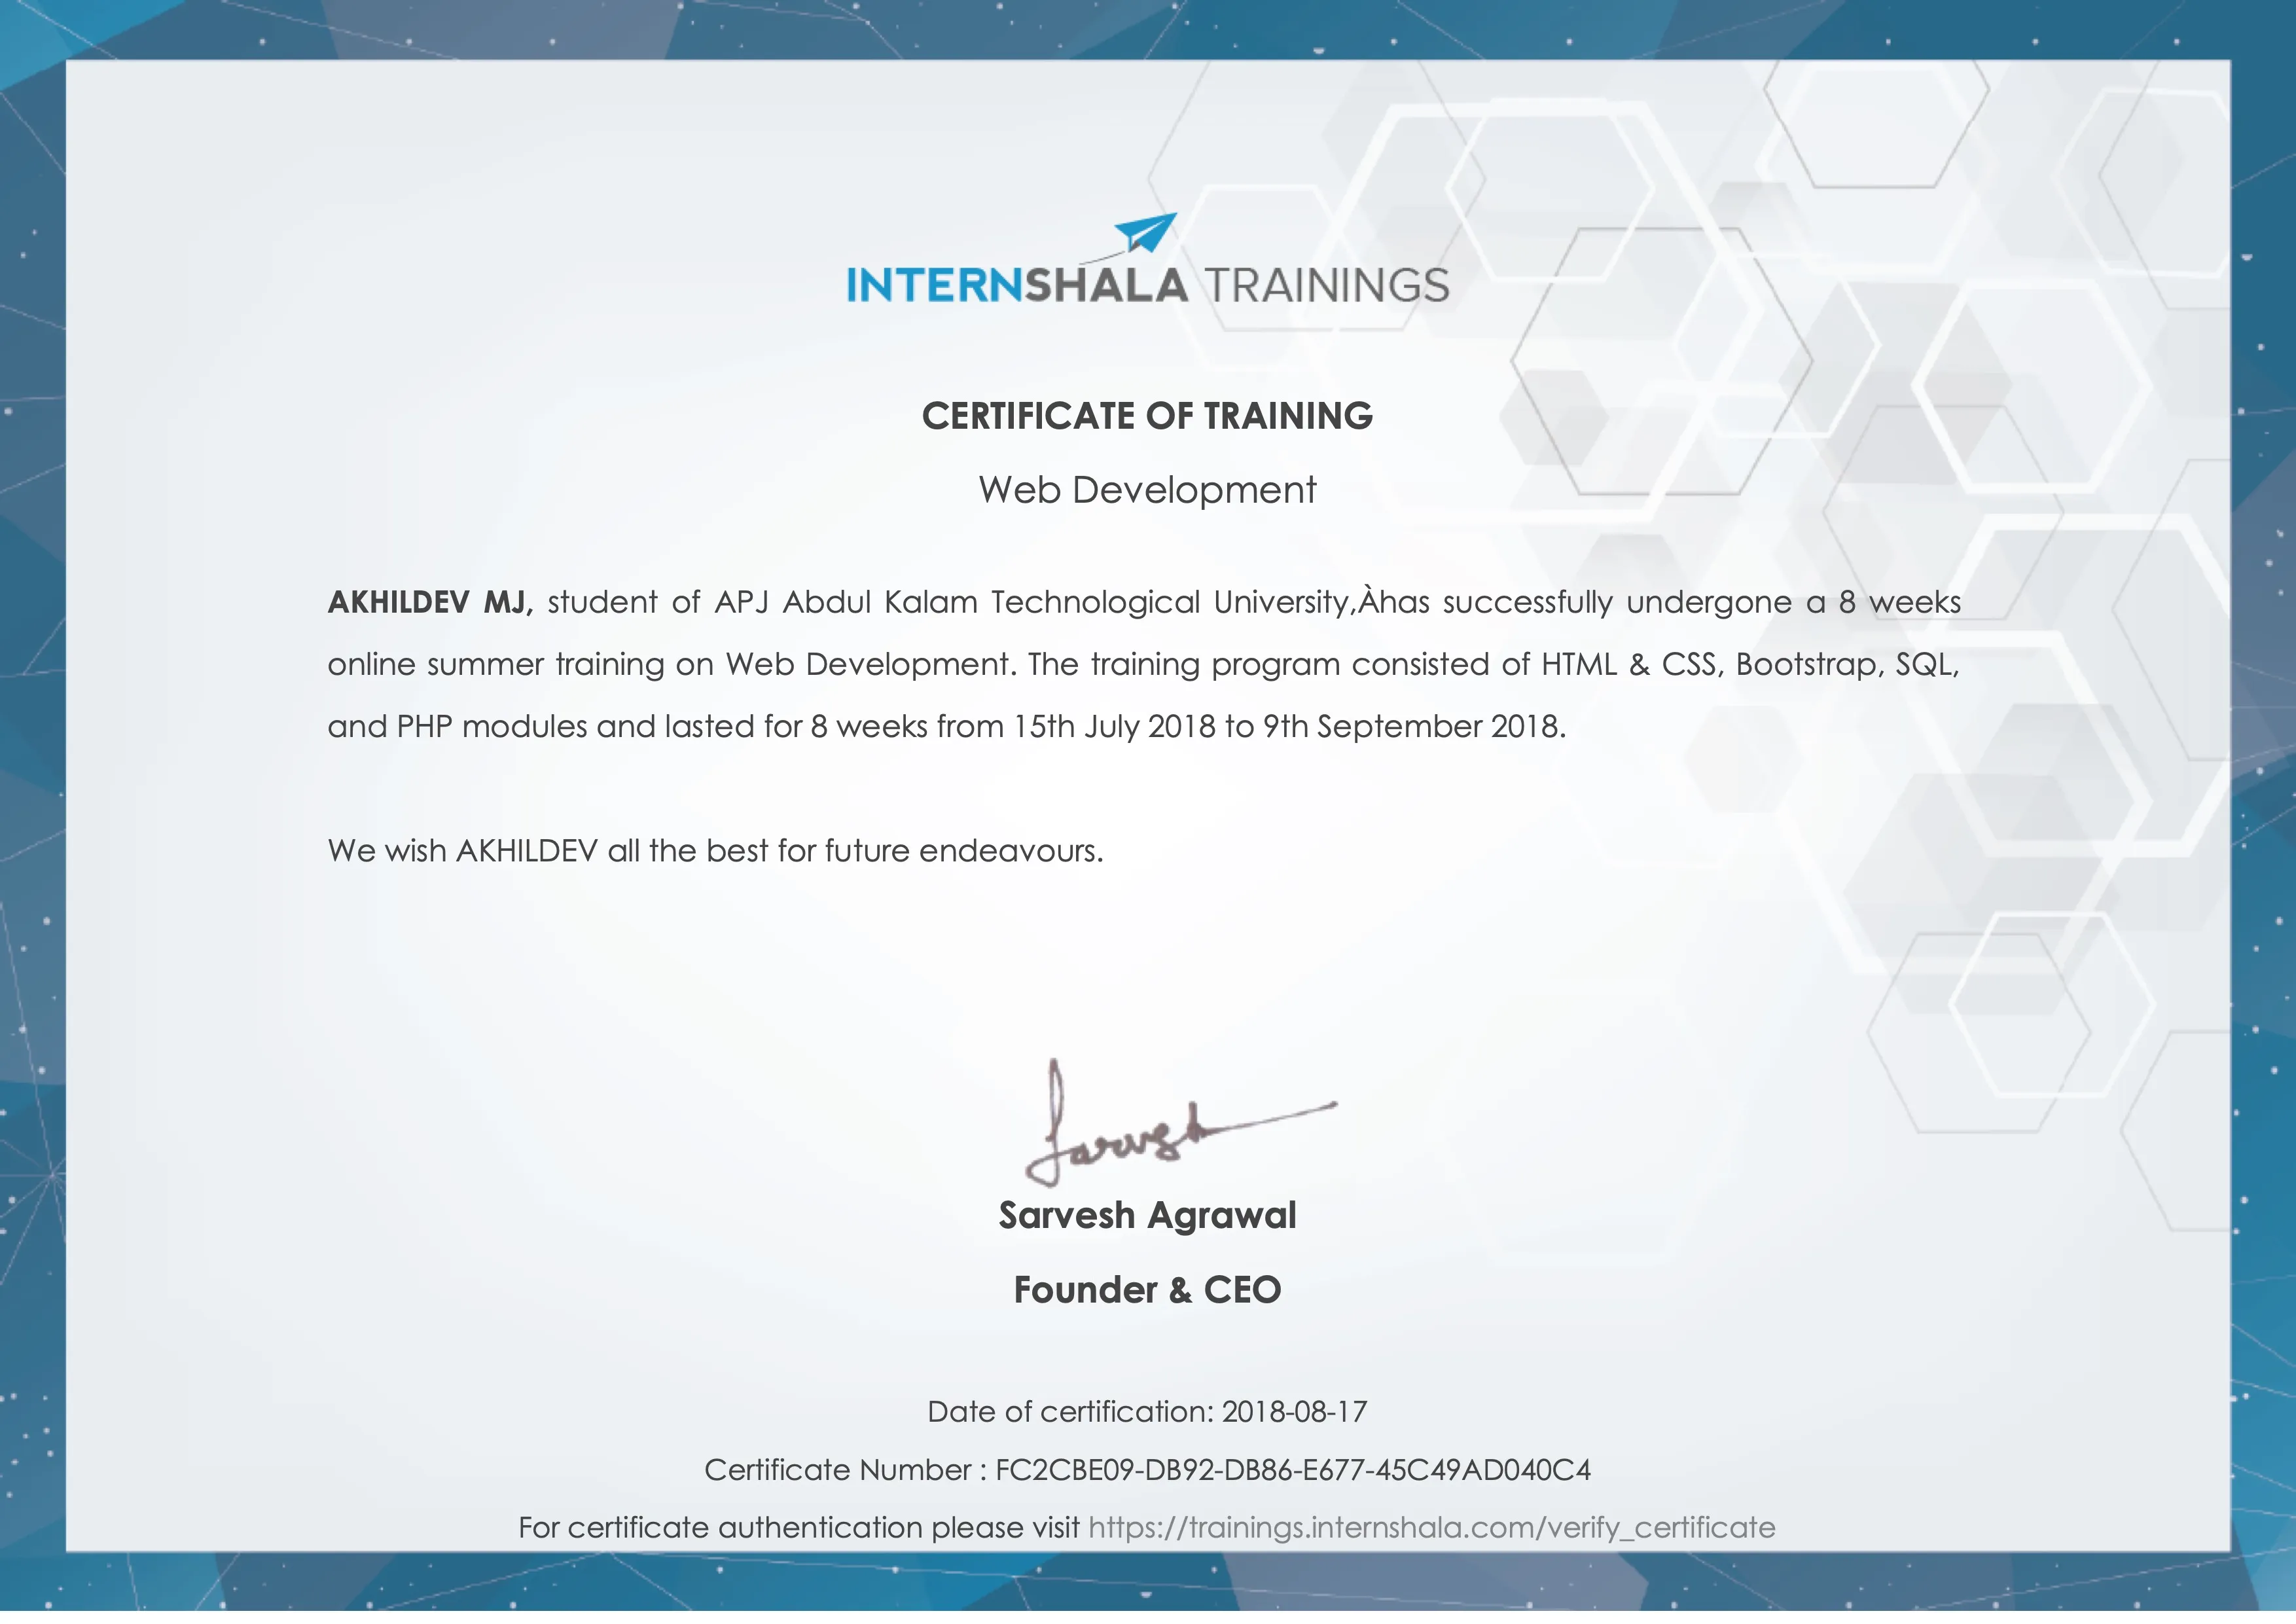 INTERNSHALA TRAININGS
CERTIFICATE OF TRAINING
Web Development
AKHILDEV MJ, student of APJ Abdul Kalam Technological University,Àhas successfully undergone a 8 weeks
online summer training on Web Development. The training program consisted of HTML & CSS, Bootstrap, SQL,
and PHP modules and lasted for 8 weeks from 15th July 2018 to 9th September 2018.
We wish AKHILDEV all the best for future endeavours.
Sarvesh
Sarvesh Agrawal
Founder & CEO
Date of certification: 2018-08-17
Certificate Number : FC2CBE09-DB92-DB86-E677-45C49AD040C4
For certificate authentication please visit https://trainings.internshala.com/verify_certificate